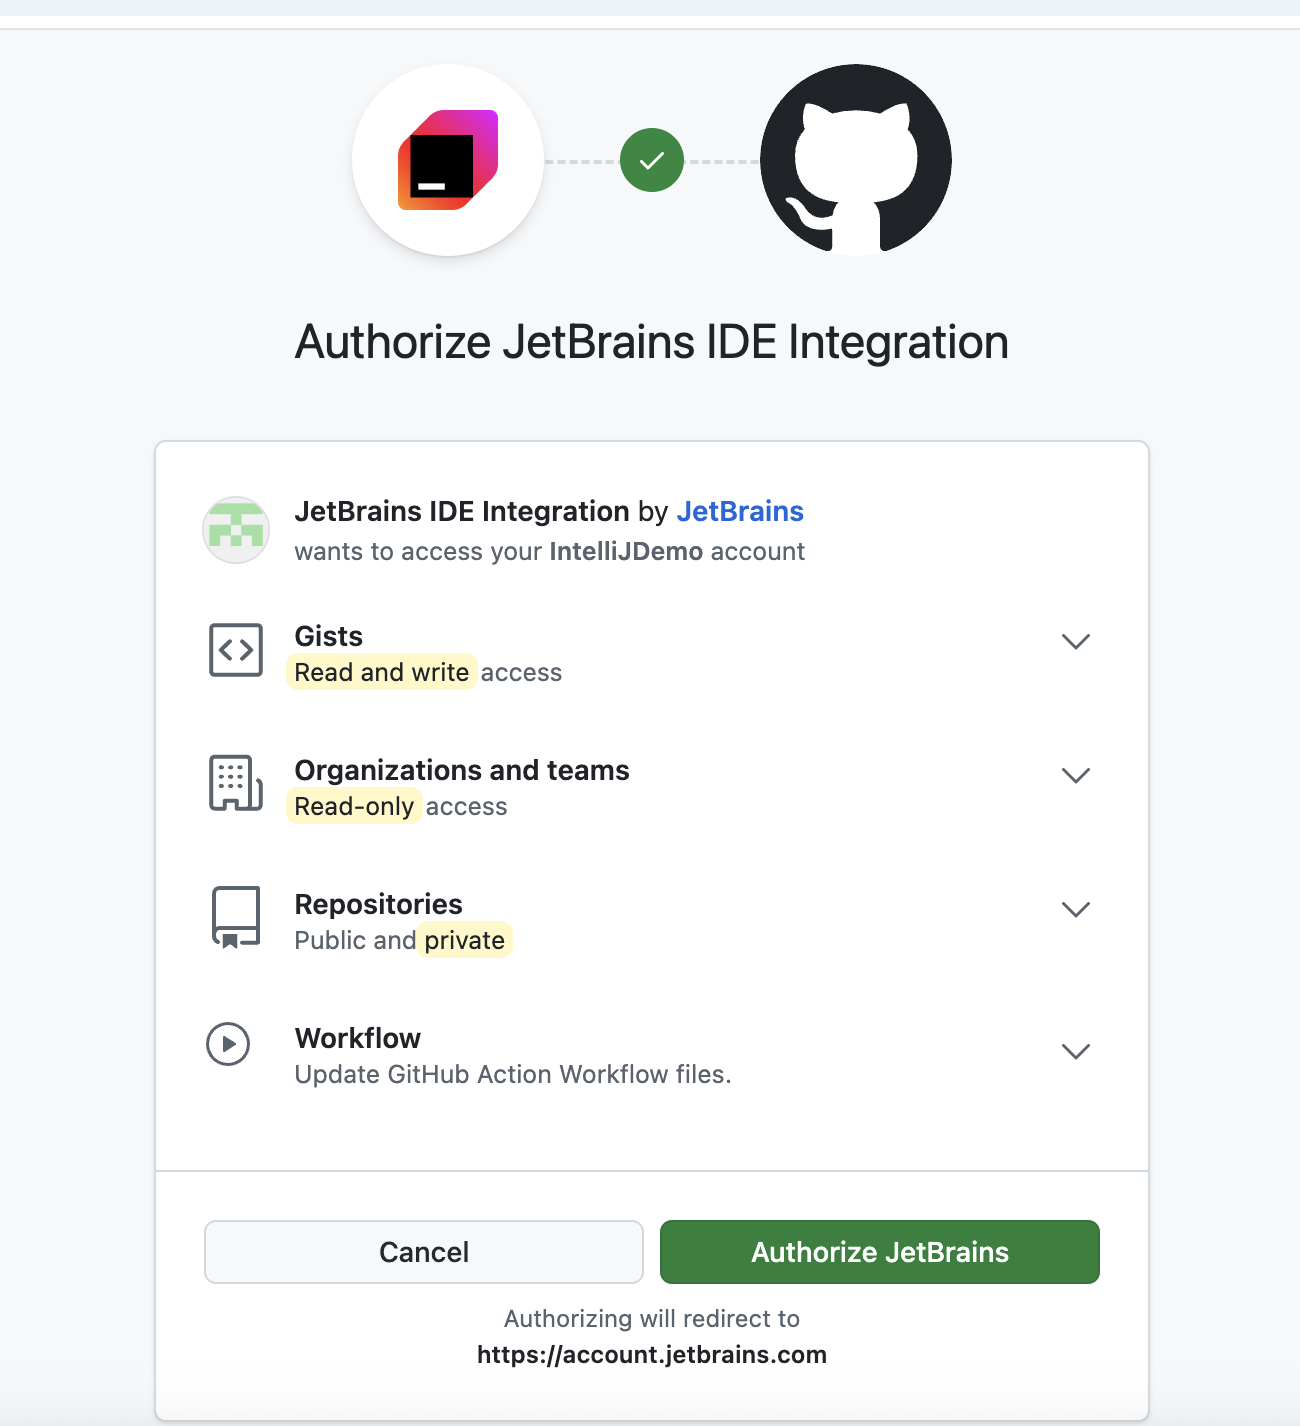 Authorize JetBrains IDE Integration
JetBrains IDE Integration by JetBrains
wants to access your IntelliJDemo account
Gists
Read and write access
Organizations and teams
Read-only access
Repositories
Public and private
Workflow
Update GitHub Action Workflow files.
Cancel
Authorize JetBrains
Authorizing will redirect to
https://account.jetbrains.com